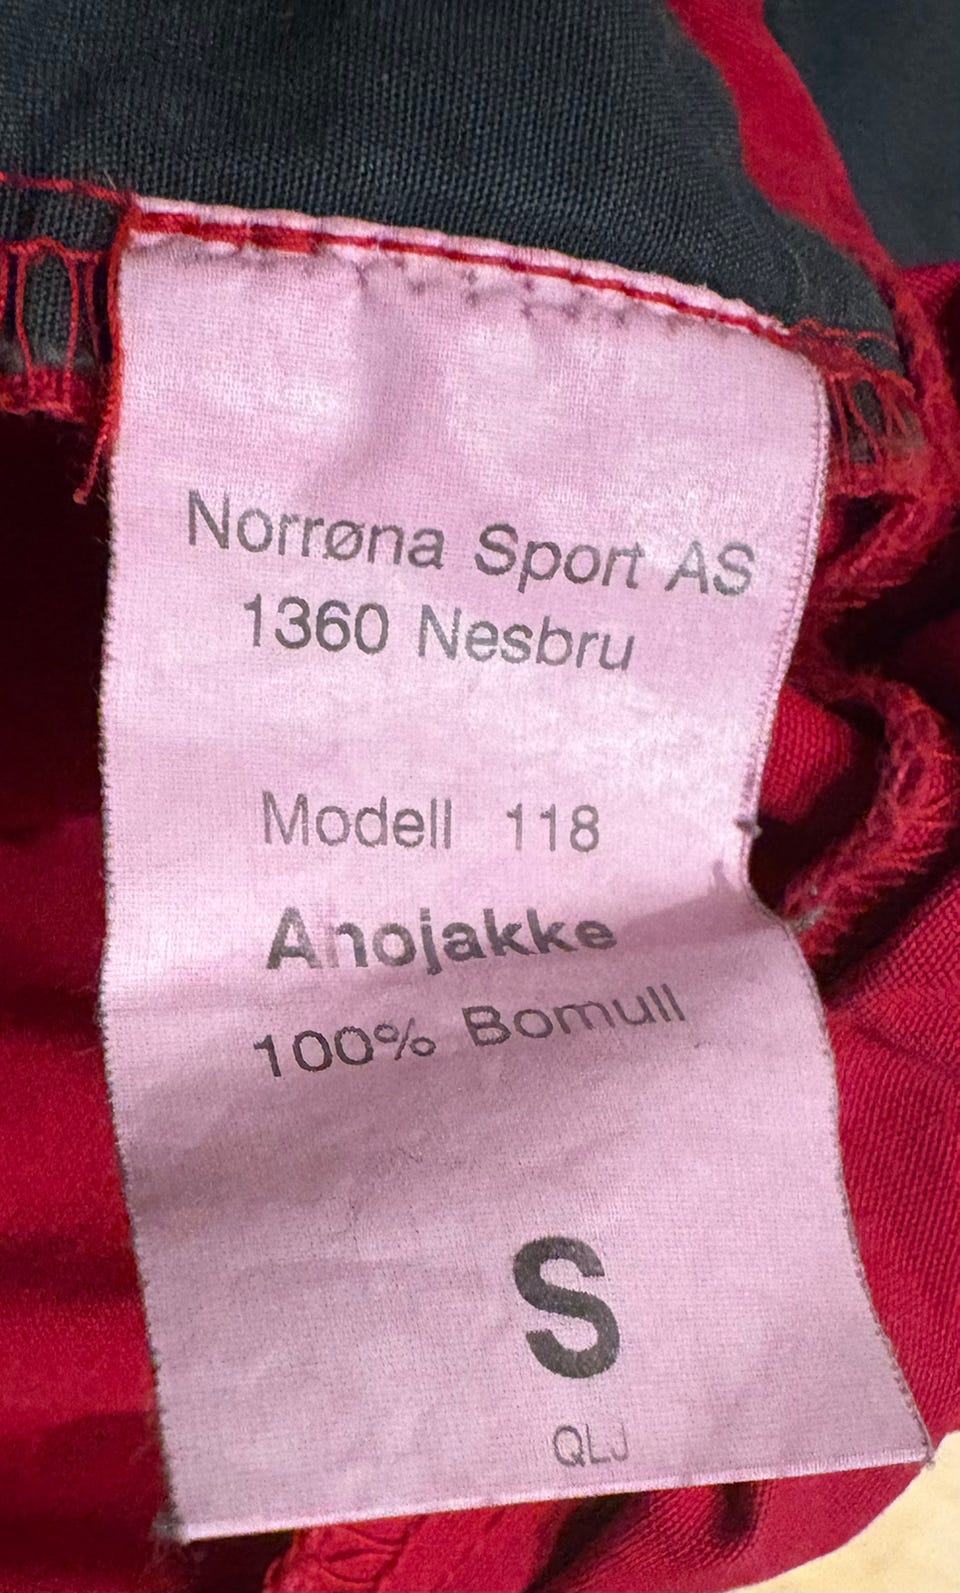 Norrøna Sport AS
1360 Nesbru
Modell 118
Anojakke
100% Bomull
S
QLJ